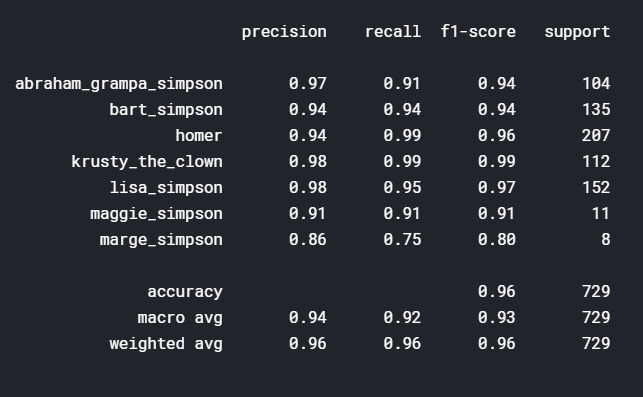 precision recall f1-score support
abraham_grampa_simpson 0.97 0.91 0.94 104
bart_simpson 0.94 0.94 0.94 135
homer 0.94 0.99 0.96 207
krusty_the_clown 0.98 0.99 0.99 112
lisa_simpson 0.98 0.95 0.97 152
maggie_simpson 0.91 0.91 0.91 11
marge_simpson 0.86 0.75 0.80 8
accuracy 0.96 729
macro avg 0.94 0.92 0.93 729
weighted avg 0.96 0.96 0.96 729